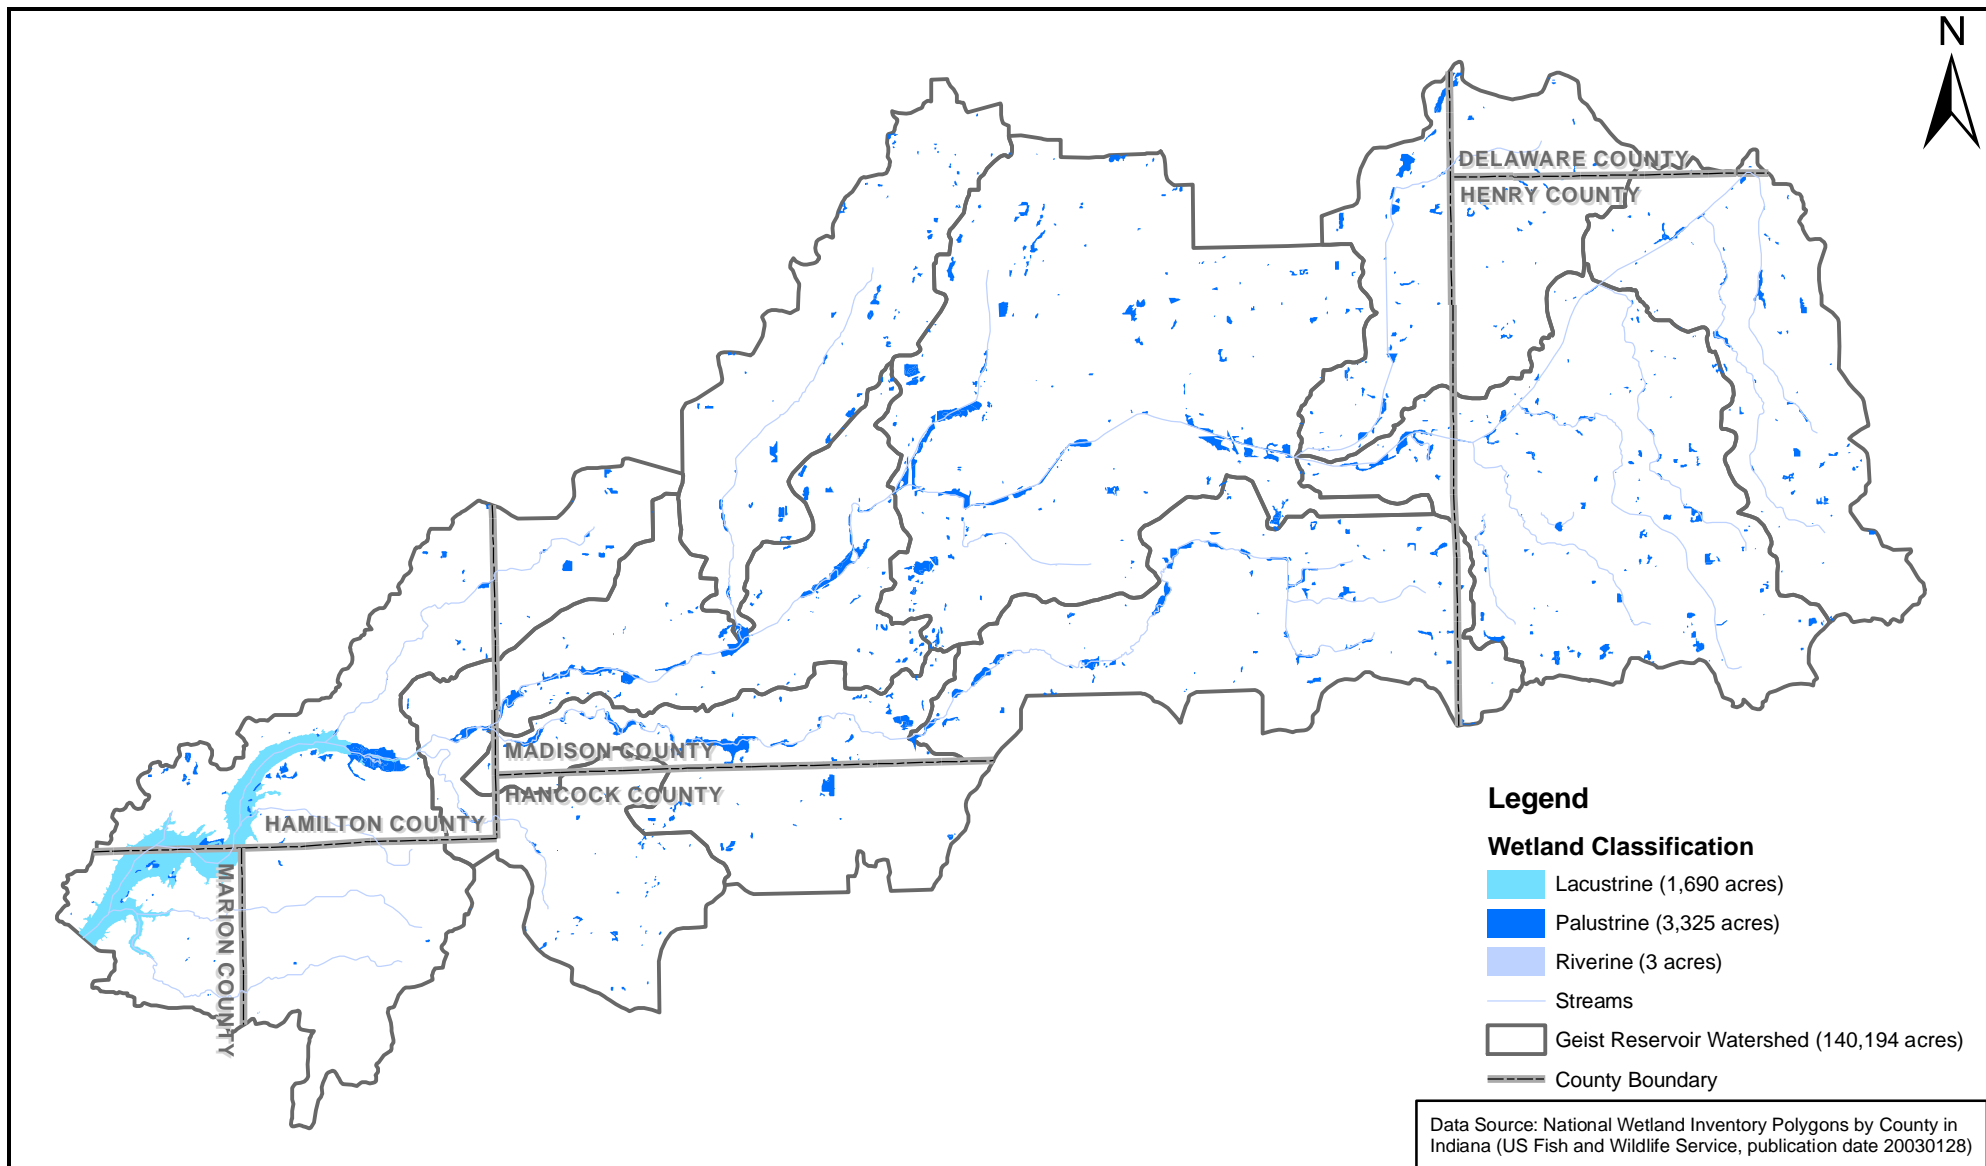 N
DELAWARE COUNTY
HENRY COUNTY
MADISON COUNTY
HANCOCK COUNTY
HAMILTON COUNTY
MARION COUNTY
Legend
Wetland Classification
Lacustrine (1,690 acres)
Palustrine (3,325 acres)
Riverine (3 acres)
Streams
Geist Reservoir Watershed (140,194 acres)
County Boundary
Data Source: National Wetland Inventory Polygons by County in
Indiana (US Fish and Wildlife Service, publication date 20030128)